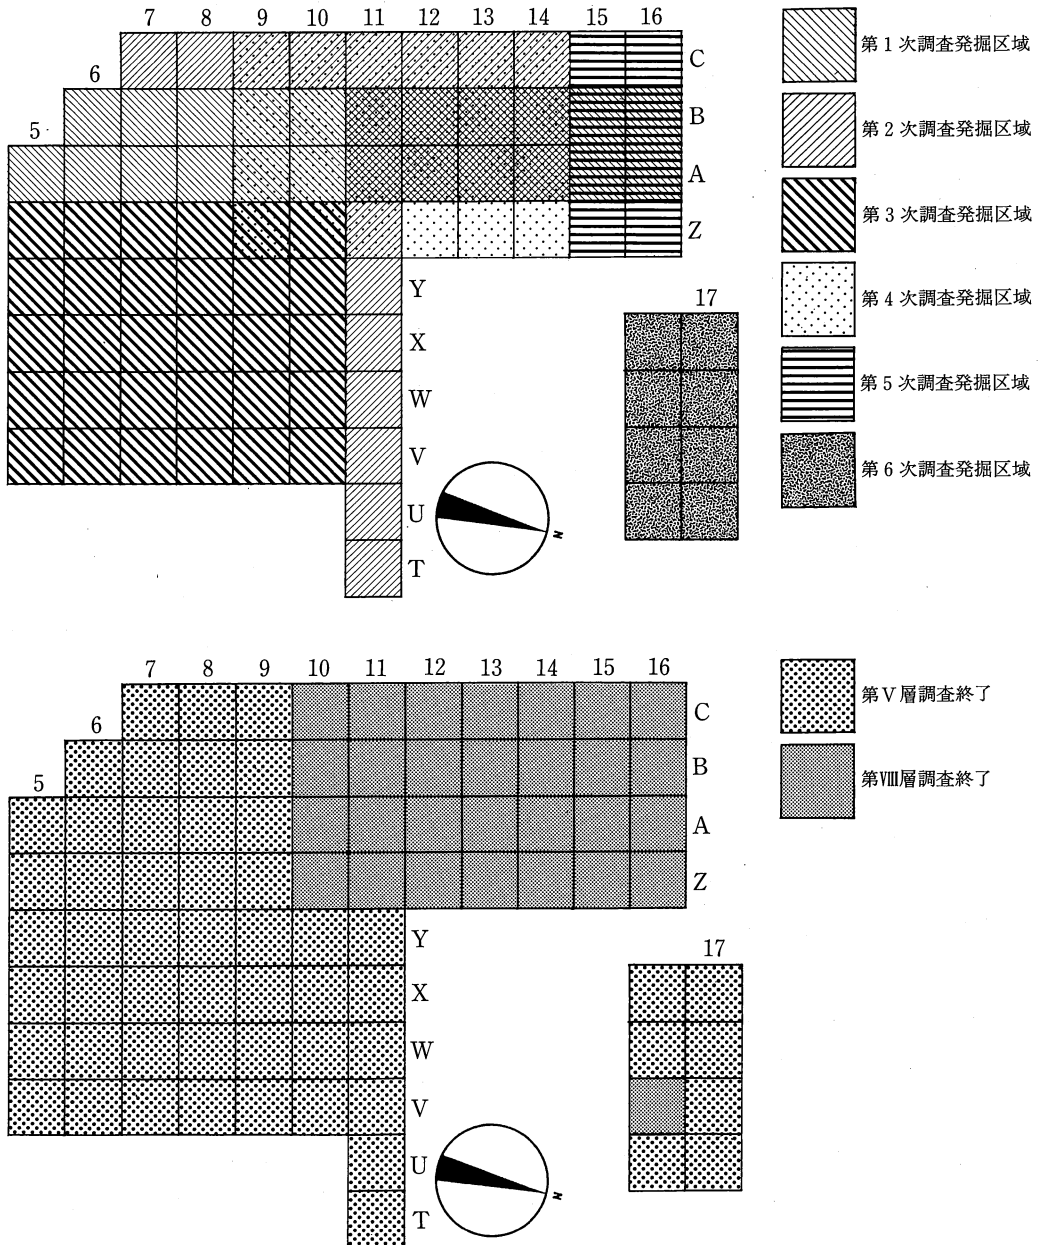 7 8 9 10 11 12 13 14 15 16
C
6
B
5
A
Z
Y
17
X
W
V
U
T
N
第1次調査発掘区域
第2次調査発掘区域
第3次調査発掘区域
第4次調査発掘区域
第5次調査発掘区域
第6次調査発掘区域
7 8 9 10 11 12 13 14 15 16
C
6
B
5
A
Z
Y
17
X
W
V
U
T
N
第Ⅴ層調査終了
第Ⅷ層調査終了